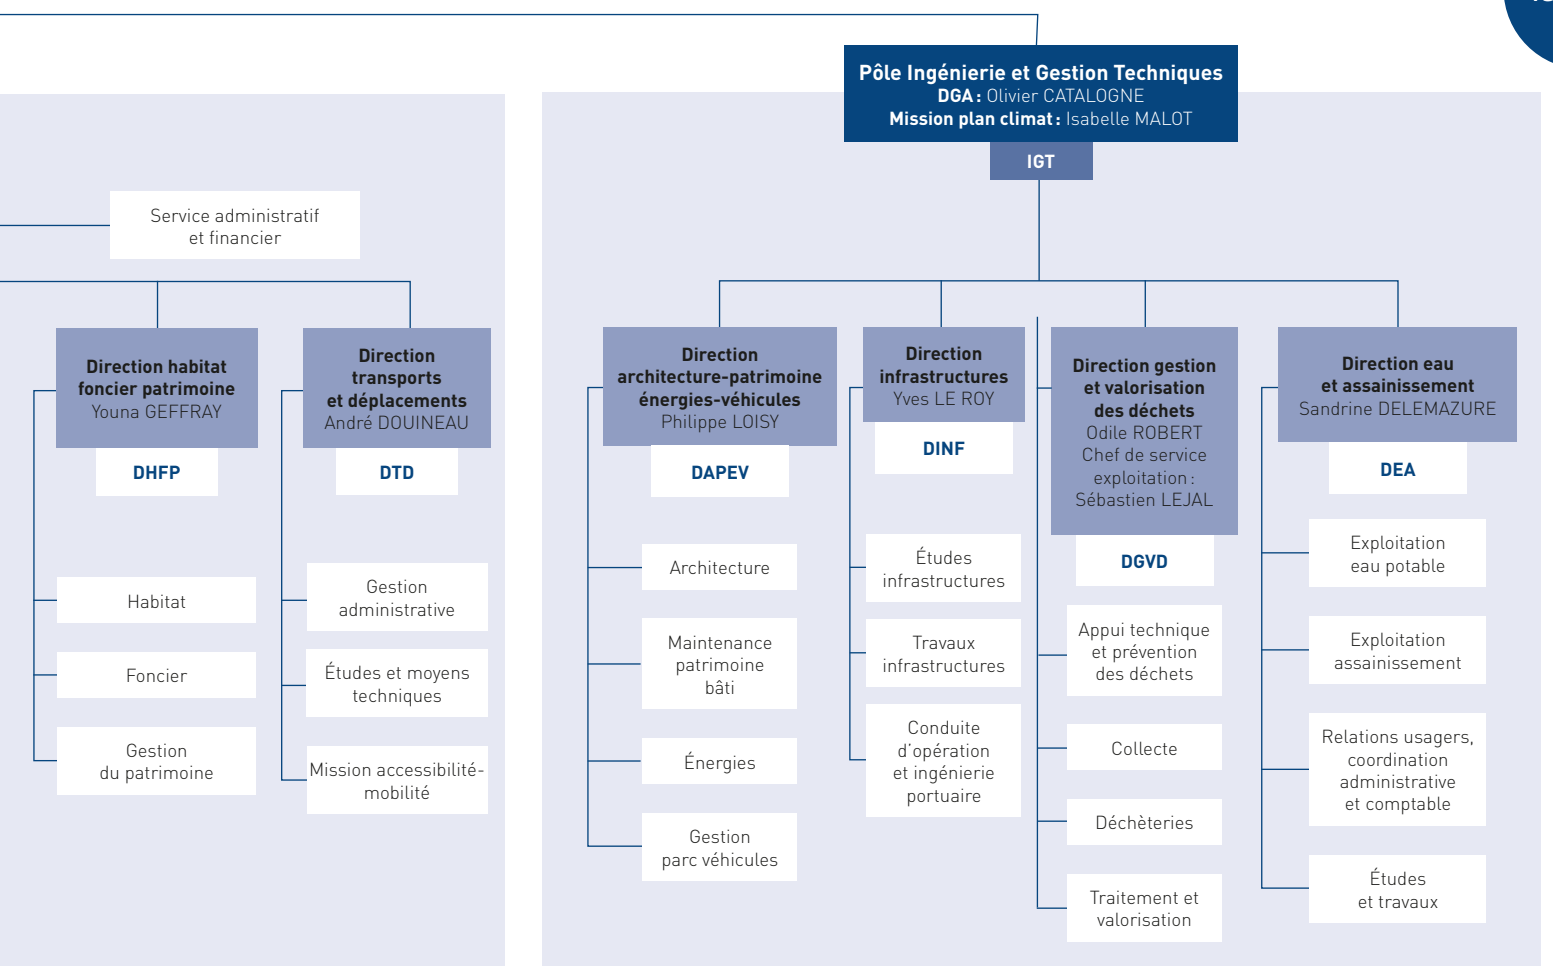 Pôle Ingénierie et Gestion Techniques
DGA : Olivier CATALOGNE
Mission plan climat : Isabelle MALOT
IGT
Service administratif
et financier
Direction habitat
foncier patrimoine
Youna GEFFRAY
DHFP
Habitat
Foncier
Gestion
du patrimoine
Direction
transports
et déplacements
André DOUINEAU
DTD
Gestion
administrative
Études et moyens
techniques
Mission accessibilité-
mobilité
Direction
architecture-patrimoine
énergies-véhicules
Philippe LOISY
DAPEV
Architecture
Maintenance
patrimoine
bâti
Énergies
Gestion
parc véhicules
Direction
infrastructures
Yves LE ROY
DINF
Études
infrastructures
Travaux
infrastructures
Conduite
d'opération
et ingénierie
portuaire
Direction gestion
et valorisation
des déchets
Odile ROBERT
Chef de service
exploitation :
Sébastien LEJAL
DGVD
Appui technique
et prévention
des déchets
Collecte
Déchèteries
Traitement et
valorisation
Direction eau
et assainissement
Sandrine DELEMAZURE
DEA
Exploitation
eau potable
Exploitation
assainissement
Relations usagers,
coordination
administrative
et comptable
Études
et travaux